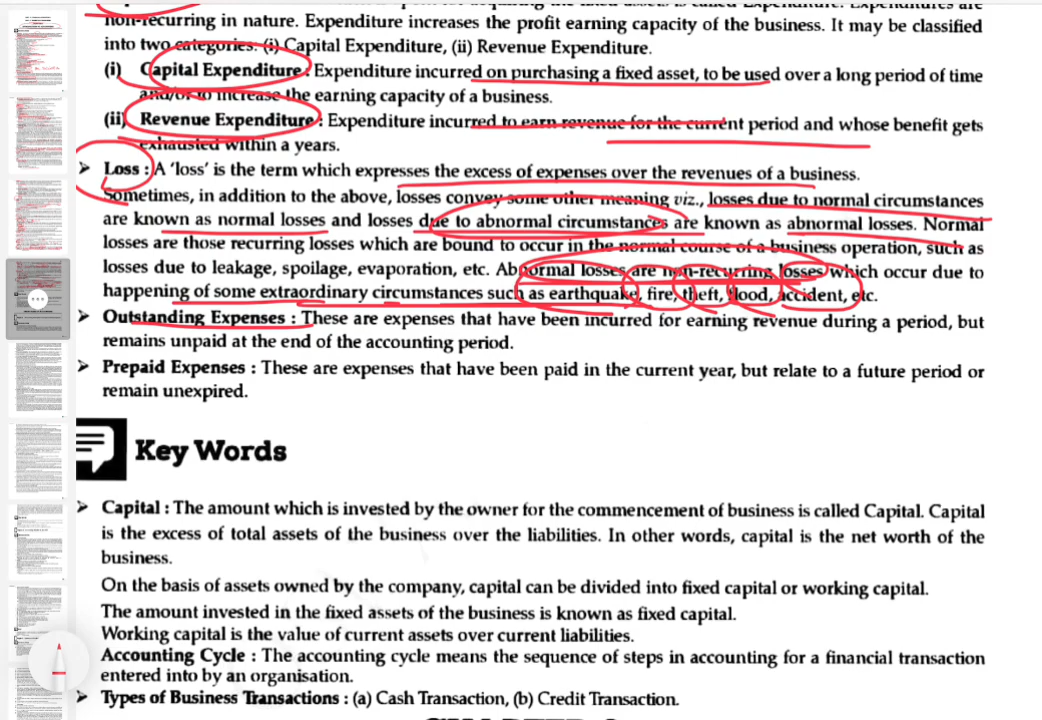 non-recurring in nature. Expenditure increases the profit earning capacity of the business. It may be classified
into two categories: (i) Capital Expenditure, (ii) Revenue Expenditure.
(i) Capital Expenditure: Expenditure incurred on purchasing a fixed asset, to be used over a long period of time
and/or to increase the earning capacity of a business.
(ii) Revenue Expenditure: Expenditure incurred to earn revenue for the current period and whose benefit gets
exhausted within a years.
➤ Loss : A ‘loss’ is the term which expresses the excess of expenses over the revenues of a business.
Sometimes, in addition to the above, losses convey some other meaning viz., losses due to normal circumstances
are known as normal losses and losses due to abnormal circumstances are known as abnormal losses. Normal
losses are those recurring losses which are bound to occur in the normal course of a business operation, such as
losses due to leakage, spoilage, evaporation, etc. Abnormal losses are non-recurring losses which occur due to
happening of some extraordinary circumstances such as earthquake, fire, theft, flood, accident, etc.
➤ Outstanding Expenses : These are expenses that have been incurred for earning revenue during a period, but
remains unpaid at the end of the accounting period.
➤ Prepaid Expenses : These are expenses that have been paid in the current year, but relate to a future period or
remain unexpired.
Key Words
➤ Capital : The amount which is invested by the owner for the commencement of business is called Capital. Capital
is the excess of total assets of the business over the liabilities. In other words, capital is the net worth of the
business.
On the basis of assets owned by the company, capital can be divided into fixed capital or working capital.
The amount invested in the fixed assets of the business is known as fixed capital.
Working capital is the value of current assets over current liabilities.
Accounting Cycle : The accounting cycle means the sequence of steps in accounting for a financial transaction
entered into by an organisation.
➤ Types of Business Transactions : (a) Cash Transaction, (b) Credit Transaction.